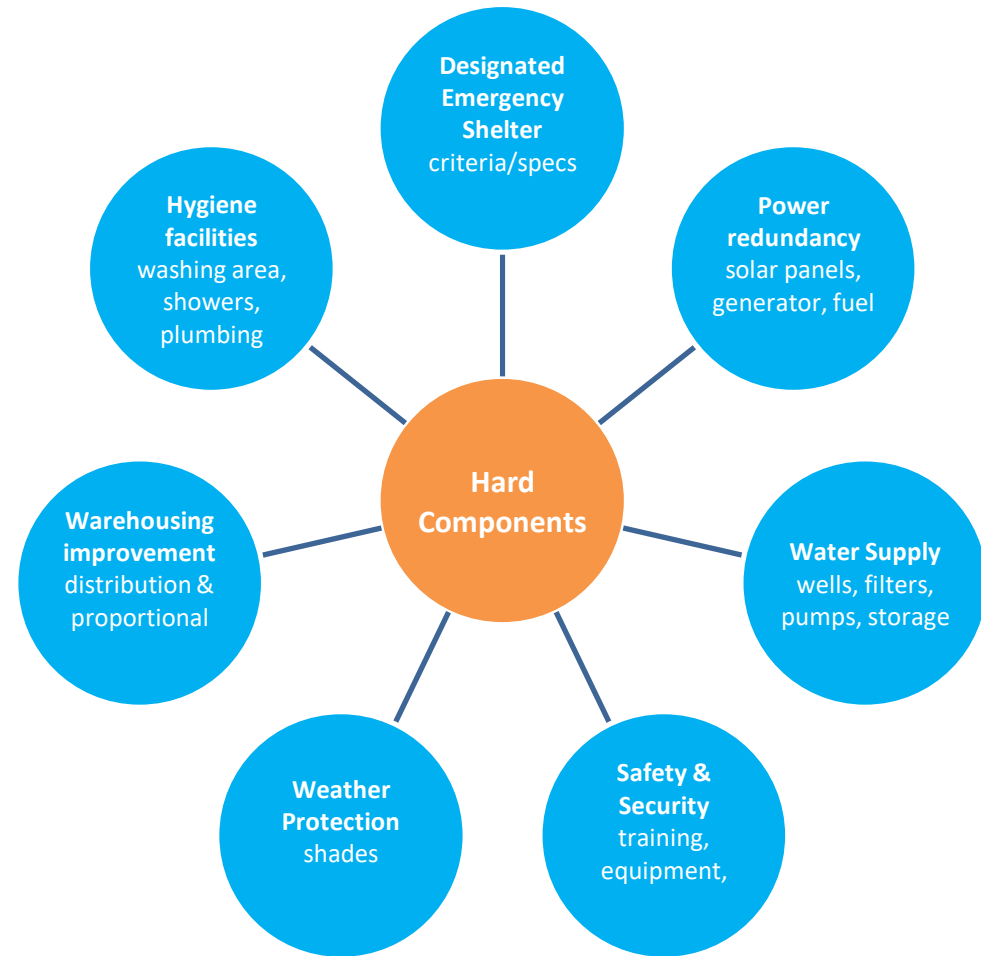 Designated
Emergency
Shelter
criteria/specs
Power
redundancy
solar panels,
generator, fuel
Water Supply
wells, filters,
pumps, storage
Safety &
Security
training,
equipment,
Weather
Protection
shades
Warehousing
improvement
distribution &
proportional
Hygiene
facilities
washing area,
showers,
plumbing
Hard
Components